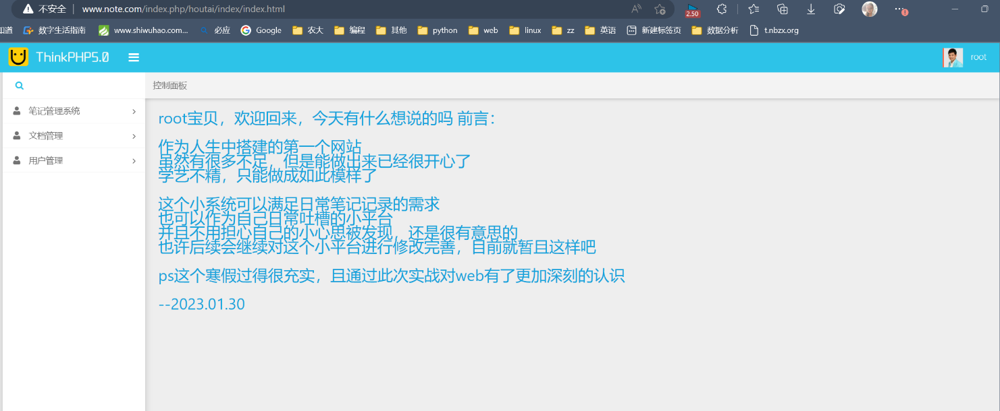 不安全 www.note.com/index.php/houtai/index/index.html
2.50
知道 数字生活指南 www.shiwuhao.com... 必应 Google 农大 编程 其他 python web linux zz 英语 新建标签页 数据分析 t.nbzx.org
ThinkPHP5.0 root
控制面板
笔记管理系统
文档管理
用户管理
root宝贝，欢迎回来，今天有什么想说的吗 前言：
作为人生中搭建的第一个网站
虽然有很多不足，但是能做出来已经很开心了
学艺不精，只能做成如此模样了
这个小系统可以满足日常笔记记录的需求
也可以作为自己日常吐槽的小平台
并且不用担心自己的小心思被发现，还是很有意思的
也许后续会继续对这个小平台进行修改完善，目前就暂且这样吧
ps这个寒假过得很充实，且通过此次实战对web有了更加深刻的认识
--2023.01.30